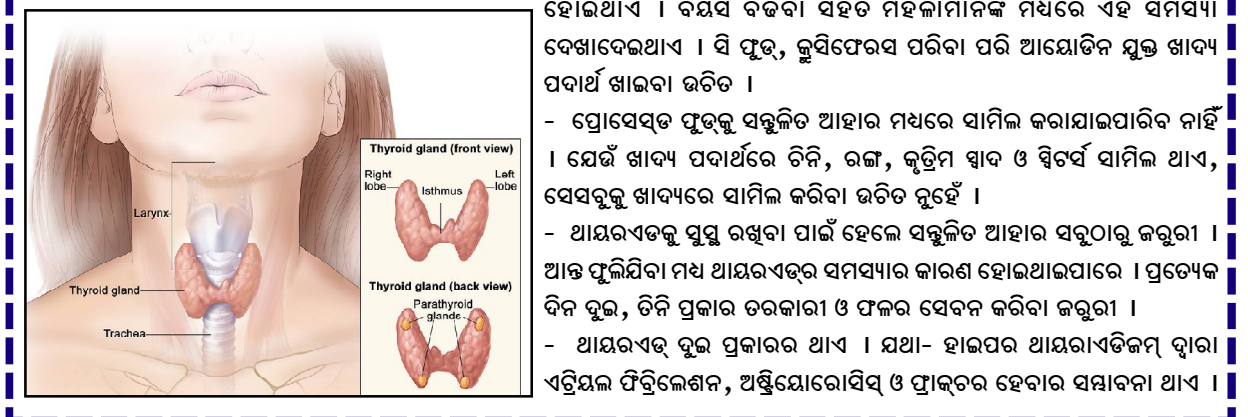 ହୋଇଥାଏ । ବୟସ ବଢିବା ସହିତ ମହିଳାମାନଙ୍କ ମଧ୍ୟରେ ଏହି ସମସ୍ୟା
ଦେଖାଦେଇଥାଏ । ସି ଫୁଡ୍, କ୍ରୁସିଫେରସ ପରିବା ପରି ଆୟୋଡିନ ଯୁକ୍ତ ଖାଦ୍ୟ
ପଦାର୍ଥ ଖାଇବା ଉଚିତ ।
- ପ୍ରୋସେସ୍ଡ ଫୁଡ୍‌କୁ ସନ୍ତୁଳିତ ଆହାର ମଧ୍ୟରେ ସାମିଲ କରାଯାଇପାରିବ ନାହିଁ
। ଯେଉଁ ଖାଦ୍ୟ ପଦାର୍ଥରେ ଚିନି, ରଙ୍ଗ, କୃତ୍ରିମ ସ୍ୱାଦ ଓ ସ୍ୱିଟର୍ସ ସାମିଲ ଥାଏ,
ସେସବୁକୁ ଖାଦ୍ୟରେ ସାମିଲ କରିବା ଉଚିତ ନୁହେଁ ।
- ଥାୟରଏଡକୁ ସୁସ୍ଥ ରଖିବା ପାଇଁ ହେଲେ ସନ୍ତୁଳିତ ଆହାର ସବୁଠାରୁ ଜରୁରୀ ।
ଆନ୍ତ ଫୁଲିଯିବା ମଧ୍ୟ ଥାୟରଏଡ୍‌ର ସମସ୍ୟାର କାରଣ ହୋଇଥାଇପାରେ । ପ୍ରତ୍ୟେକ
ଦିନ ଦୁଇ, ତିନି ପ୍ରକାର ତରକାରୀ ଓ ଫଳର ସେବନ କରିବା ଜରୁରୀ ।
- ଥାୟରଏଡ୍ ଦୁଇ ପ୍ରକାରର ଥାଏ । ଯଥା- ହାଇପର ଥାୟରାଏଡିଜମ୍ ଦ୍ୱାରା
ଏଟ୍ରିୟଲ ଫିବ୍ରିଲେଶନ, ଅଷ୍ଟିୟୋରୋସିସ୍ ଓ ଫ୍ରାକ୍‌ଚର ହେବାର ସମ୍ଭାବନା ଥାଏ ।
Larynx
Thyroid gland
Trachea
Thyroid gland (front view)
Right
lobe
Isthmus
Left
lobe
Thyroid gland (back view)
Parathyroid
glands